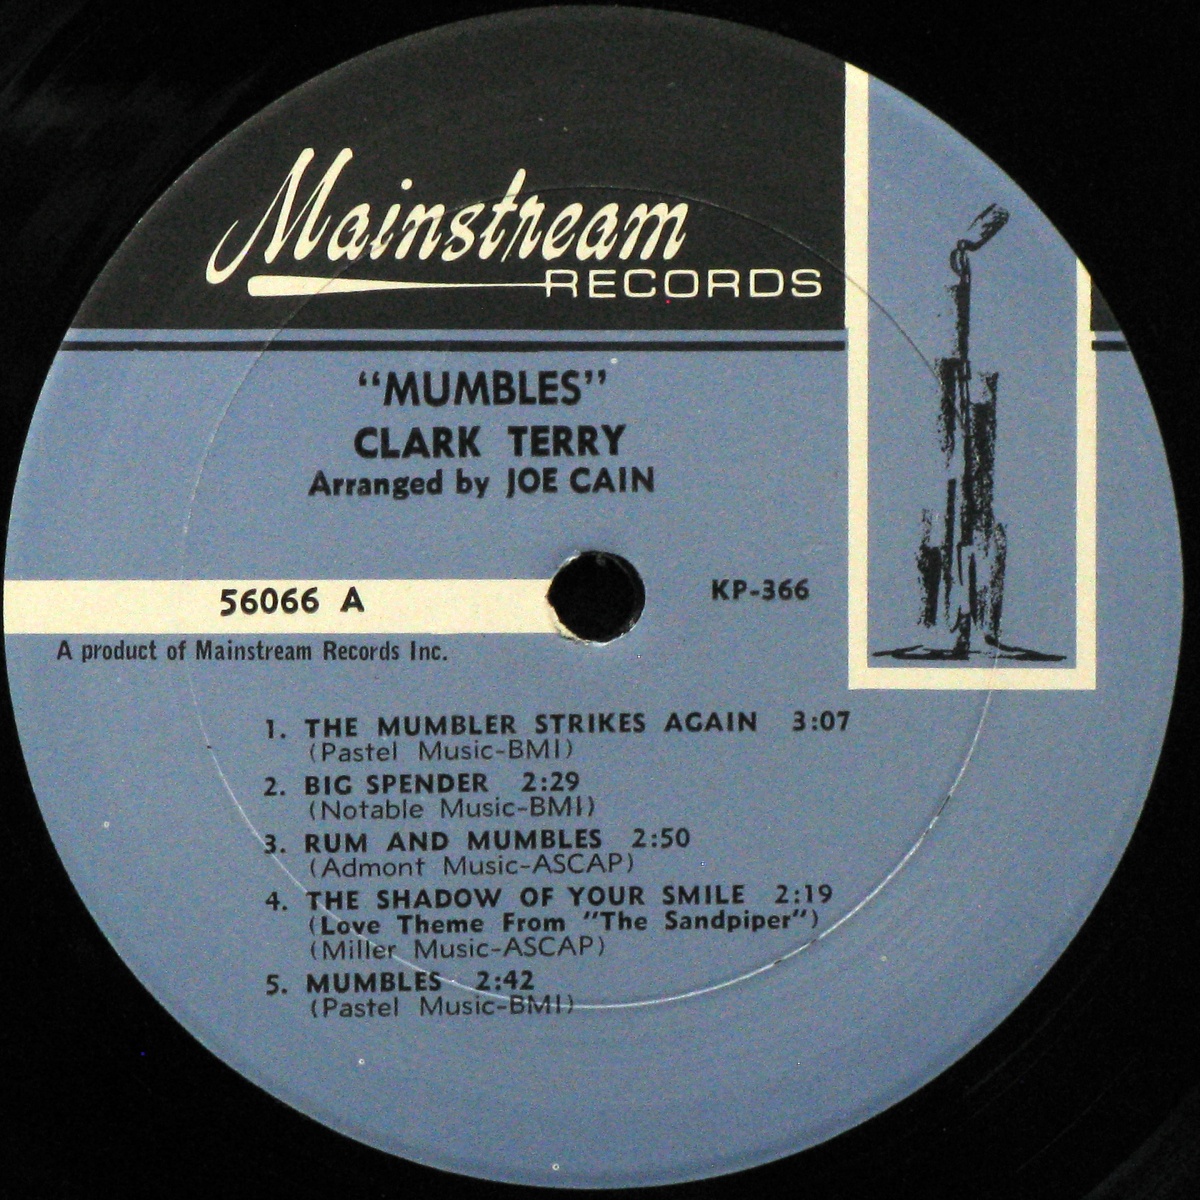 Mainstream
RECORDS
"MUMBLES"
CLARK TERRY
Arranged by JOE CAIN
56066 A
KP-366
A product of Mainstream Records Inc.
1. THE MUMBLER STRIKES AGAIN 3:07
(Pastel Music-BMI)
2. BIG SPENDER 2:29
(Notable Music-BMI)
3. RUM AND MUMBLES 2:50
(Admont Music-ASCAP)
4. THE SHADOW OF YOUR SMILE 2:19
(Love Theme From "The Sandpiper")
(Miller Music-ASCAP)
5. MUMBLES 2:42
(Pastel Music-BMI)